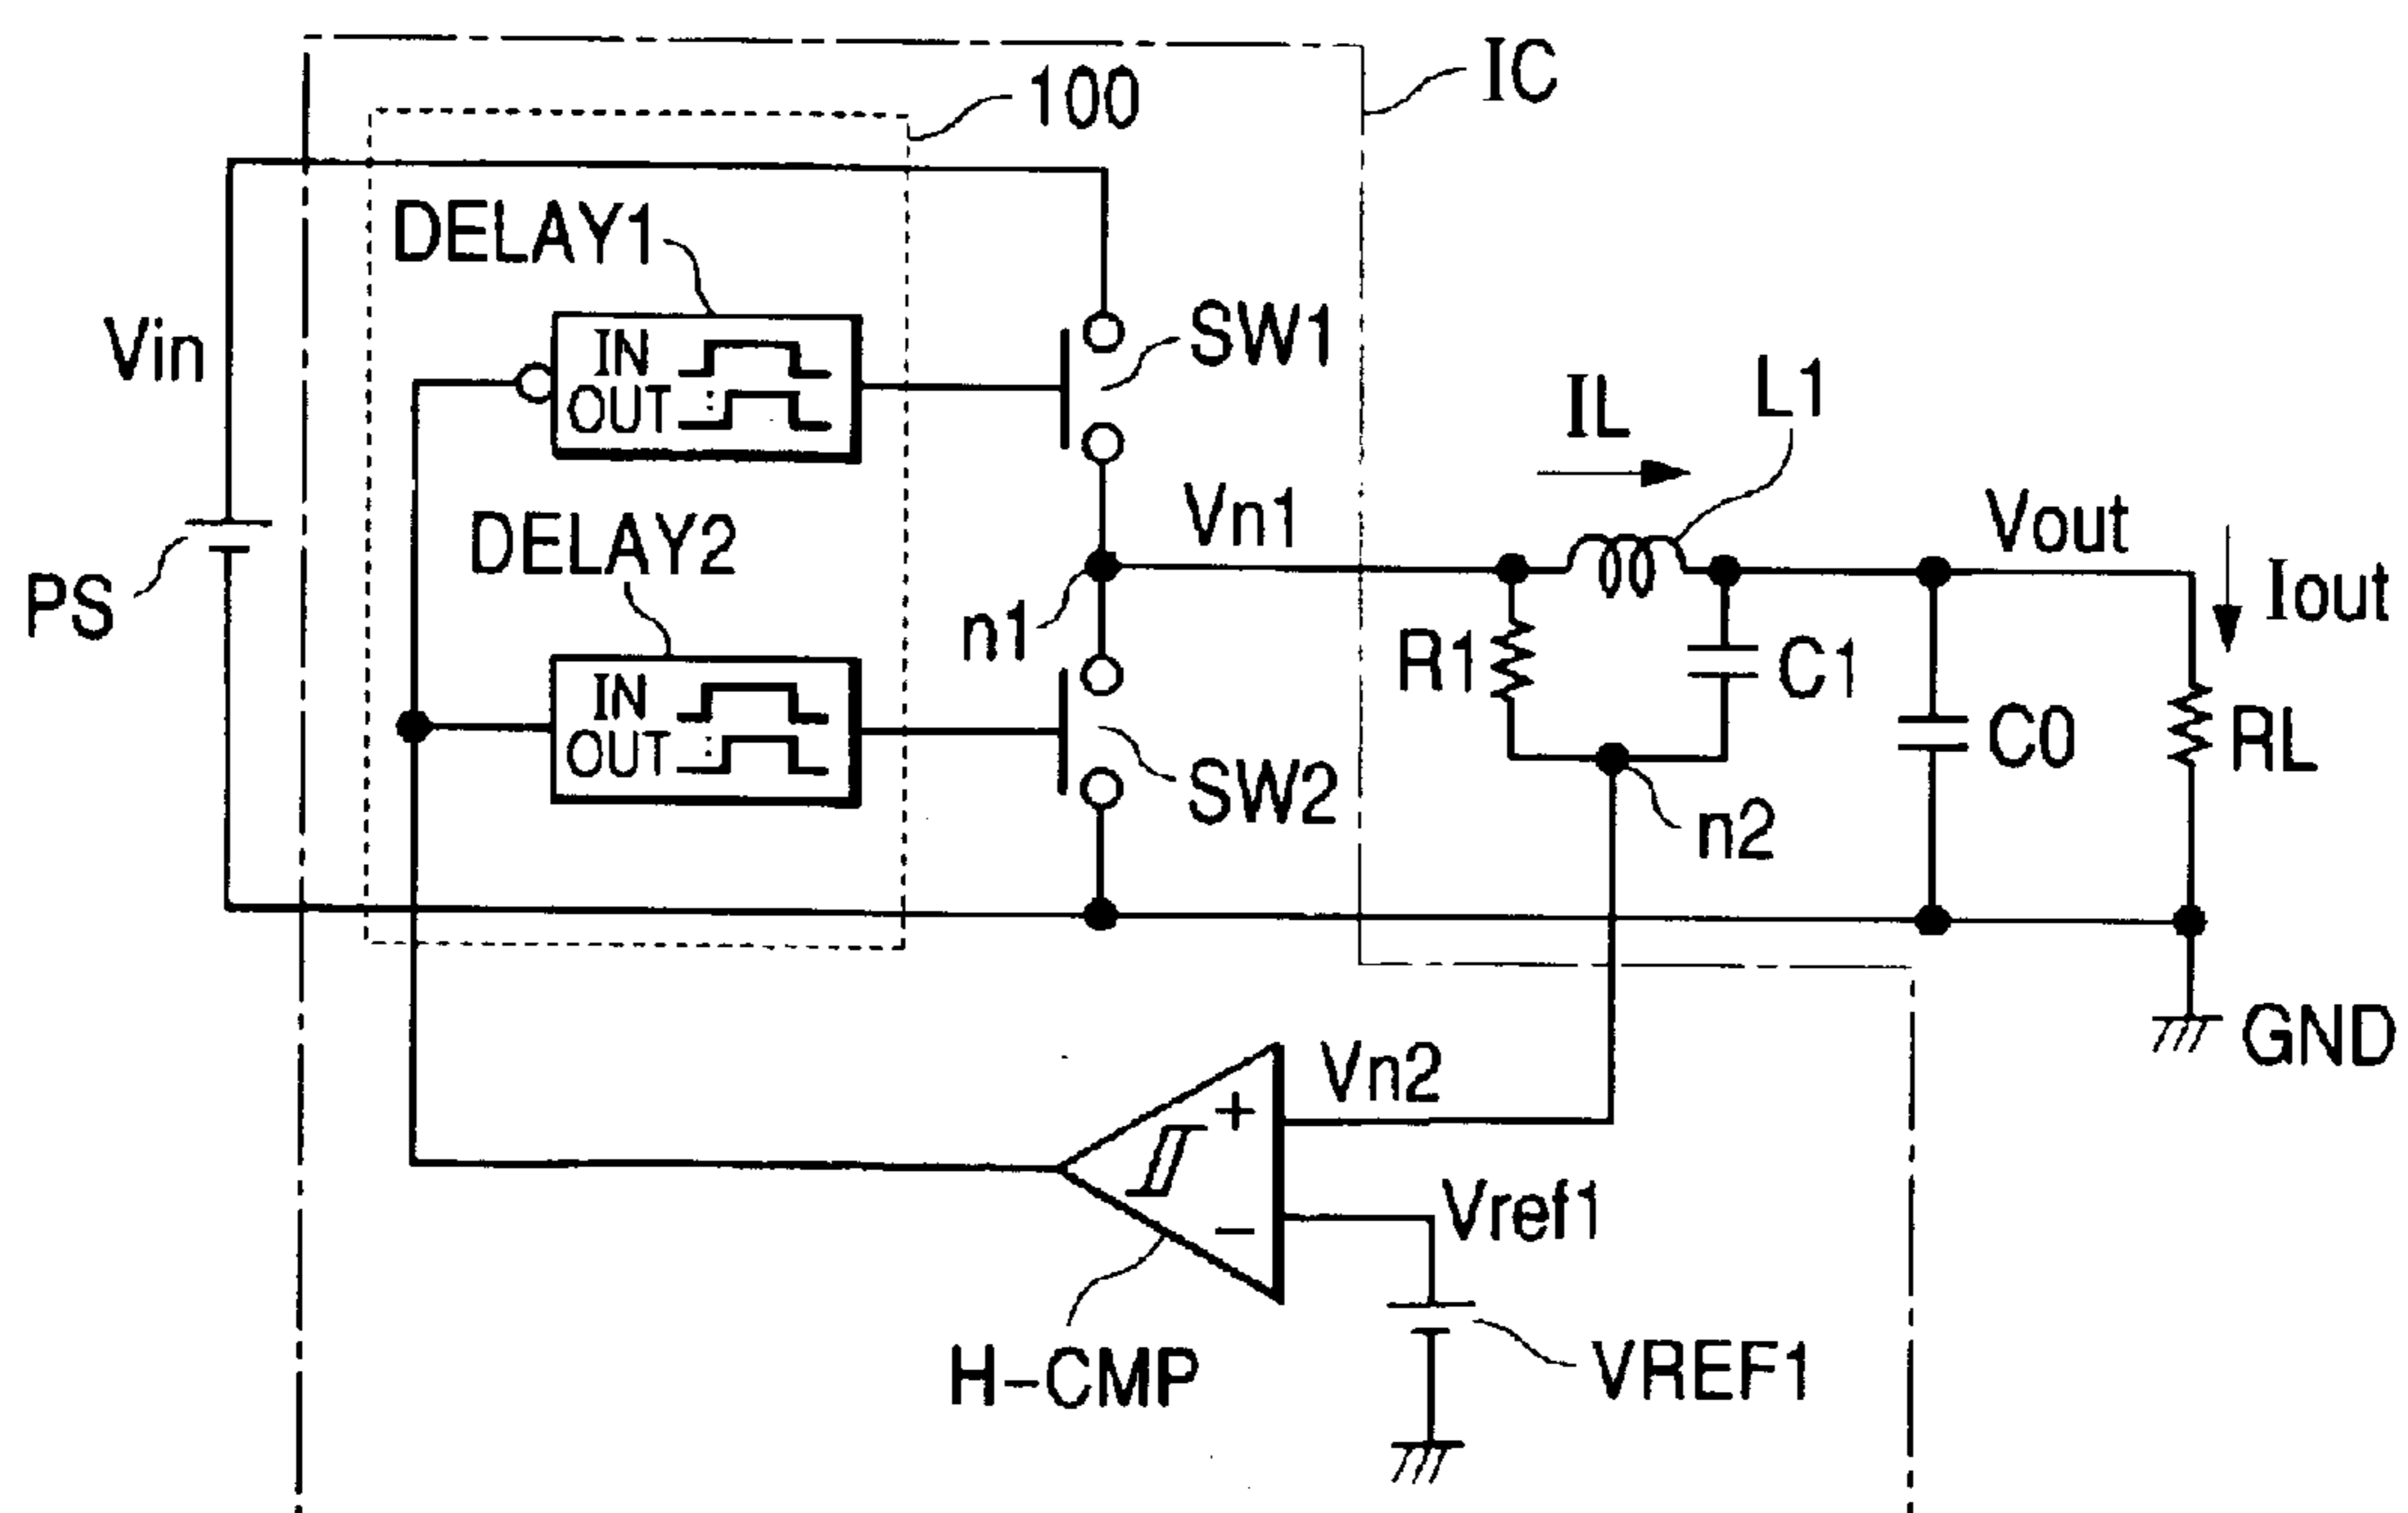 IC
100
DELAY1
Vin
IN
OUT
SW1
L1
IL
Vn1
Vout
DELAY2
PS
n1
Iout
R1
C1
IN
OUT
SW2
C0
RL
n2
GND
Vn2
+
Vref1
−
H-CMP
VREF1